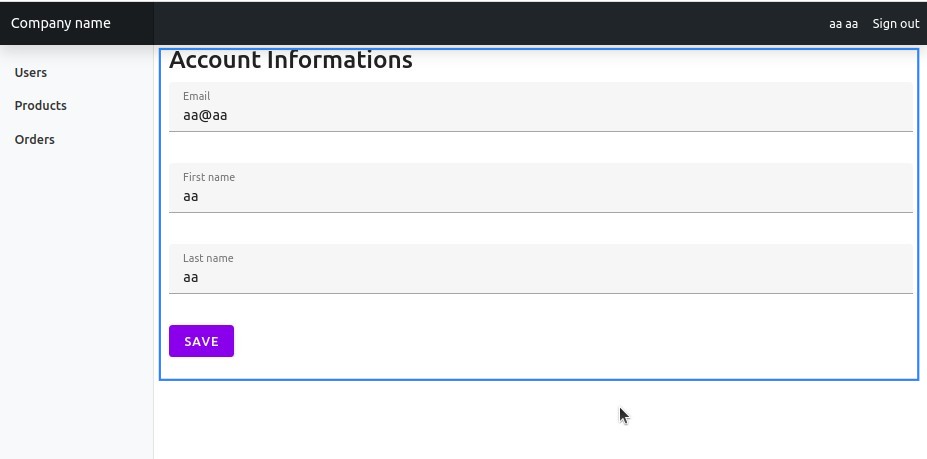 Company name
aa aa Sign out
Users
Products
Orders
Account Informations
Email
aa@aa
First name
aa
Last name
aa
SAVE